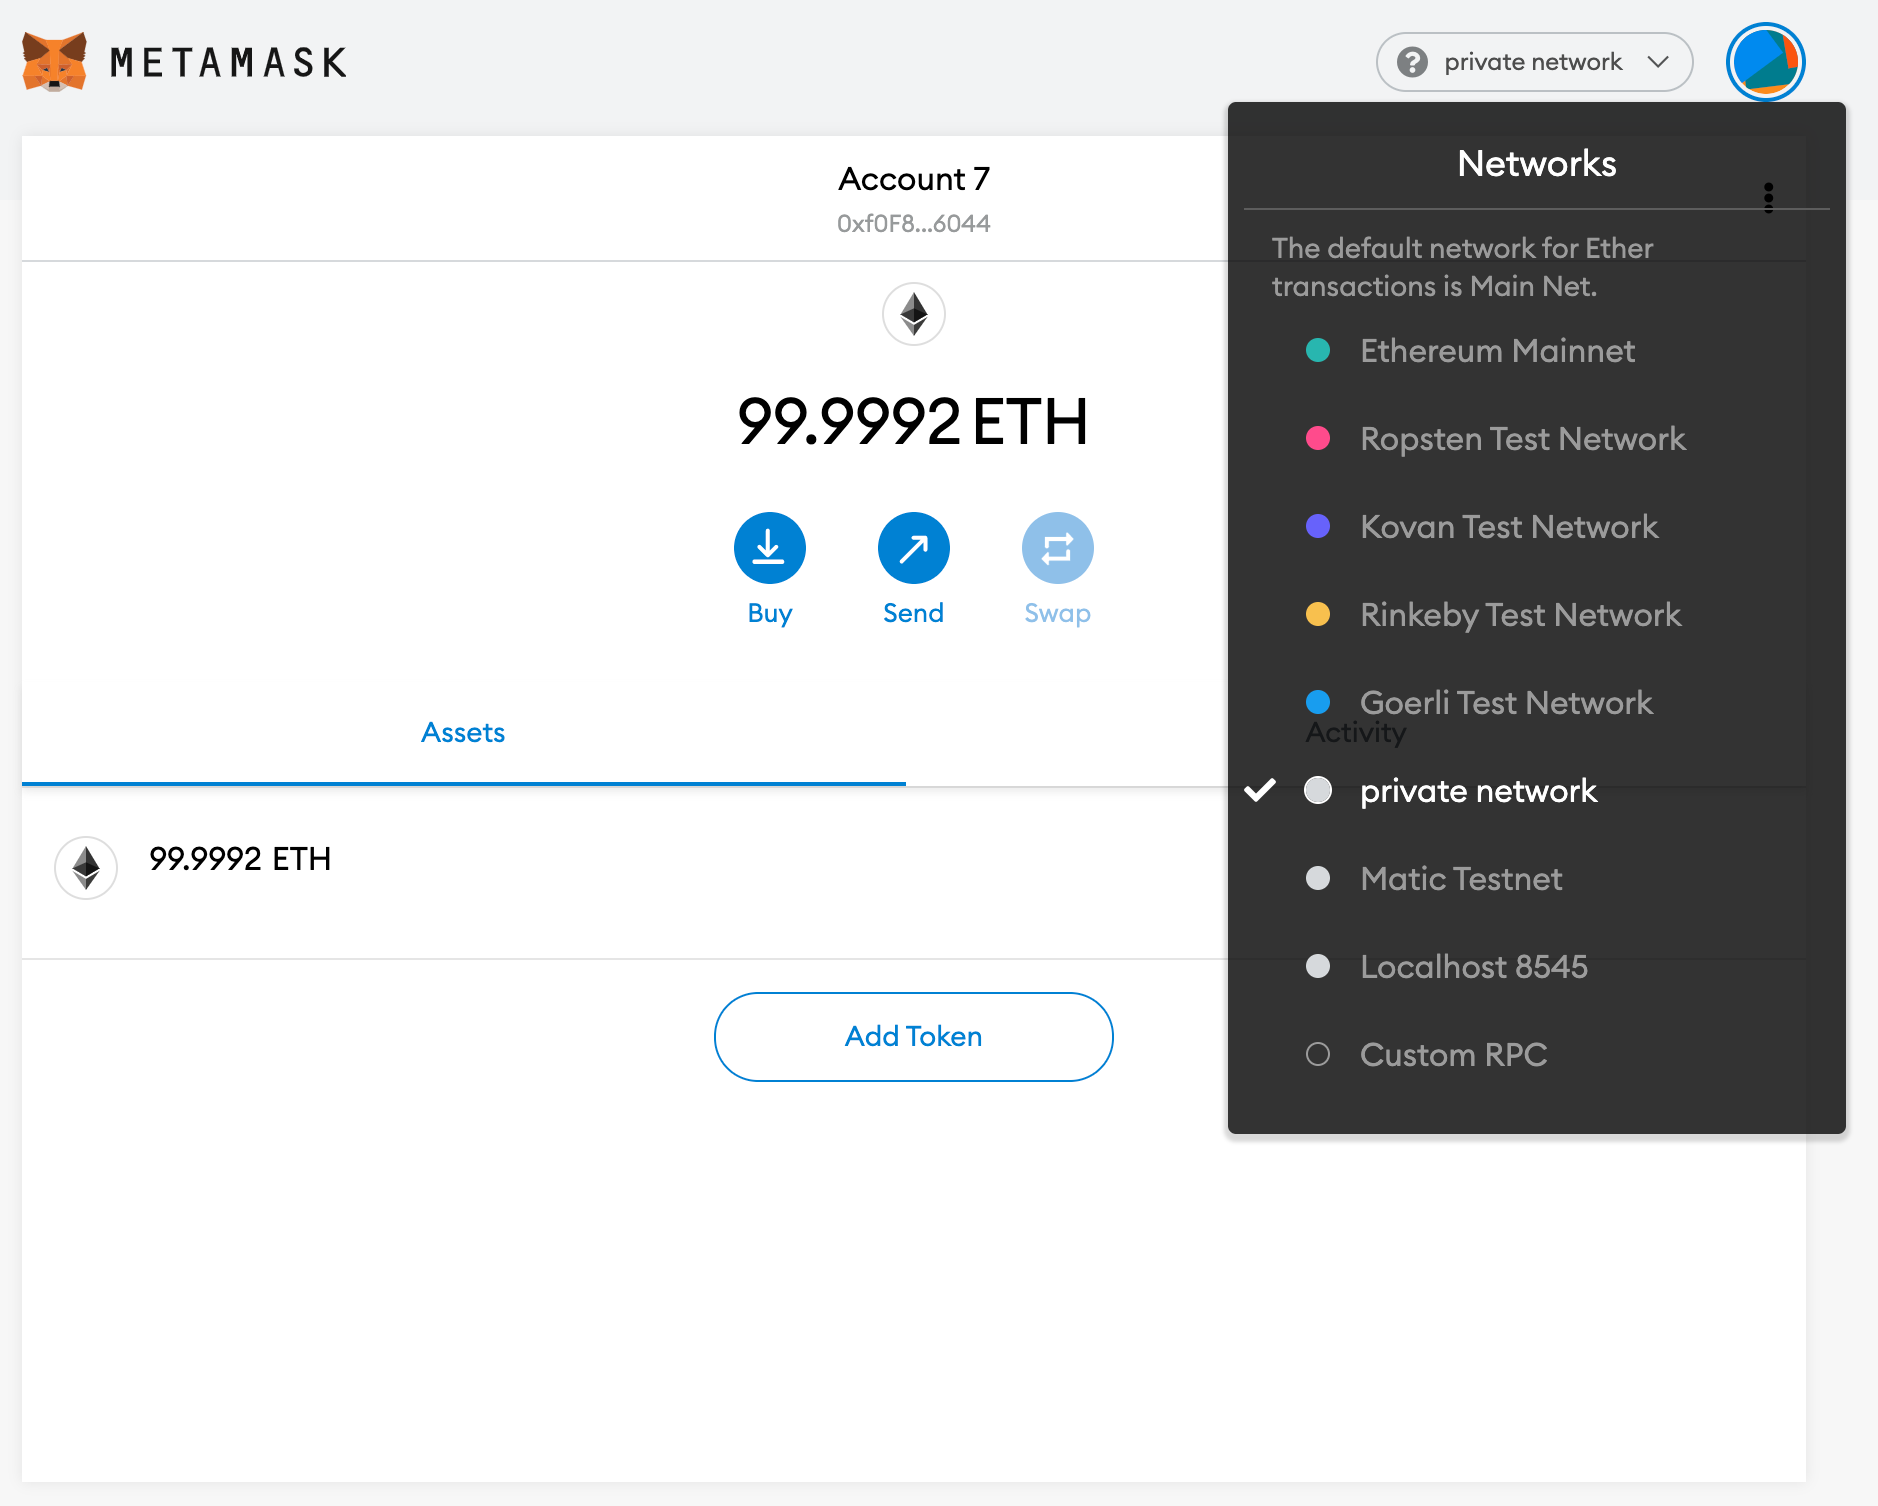 METAMASK
private network
Account 7
0xf0F8...6044
99.9992 ETH
Buy
Send
Swap
Assets
Activity
99.9992 ETH
Add Token
Networks
The default network for Ether
transactions is Main Net.
Ethereum Mainnet
Ropsten Test Network
Kovan Test Network
Rinkeby Test Network
Goerli Test Network
private network
Matic Testnet
Localhost 8545
Custom RPC